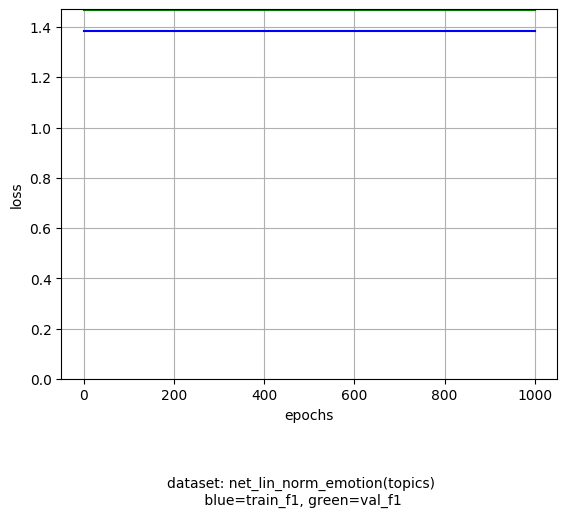 1.4
1.2
1.0
0.8
0.6
0.4
0.2
0.0
loss
0 200 400 600 800 1000
epochs
dataset: net_lin_norm_emotion(topics)
blue=train_f1, green=val_f1